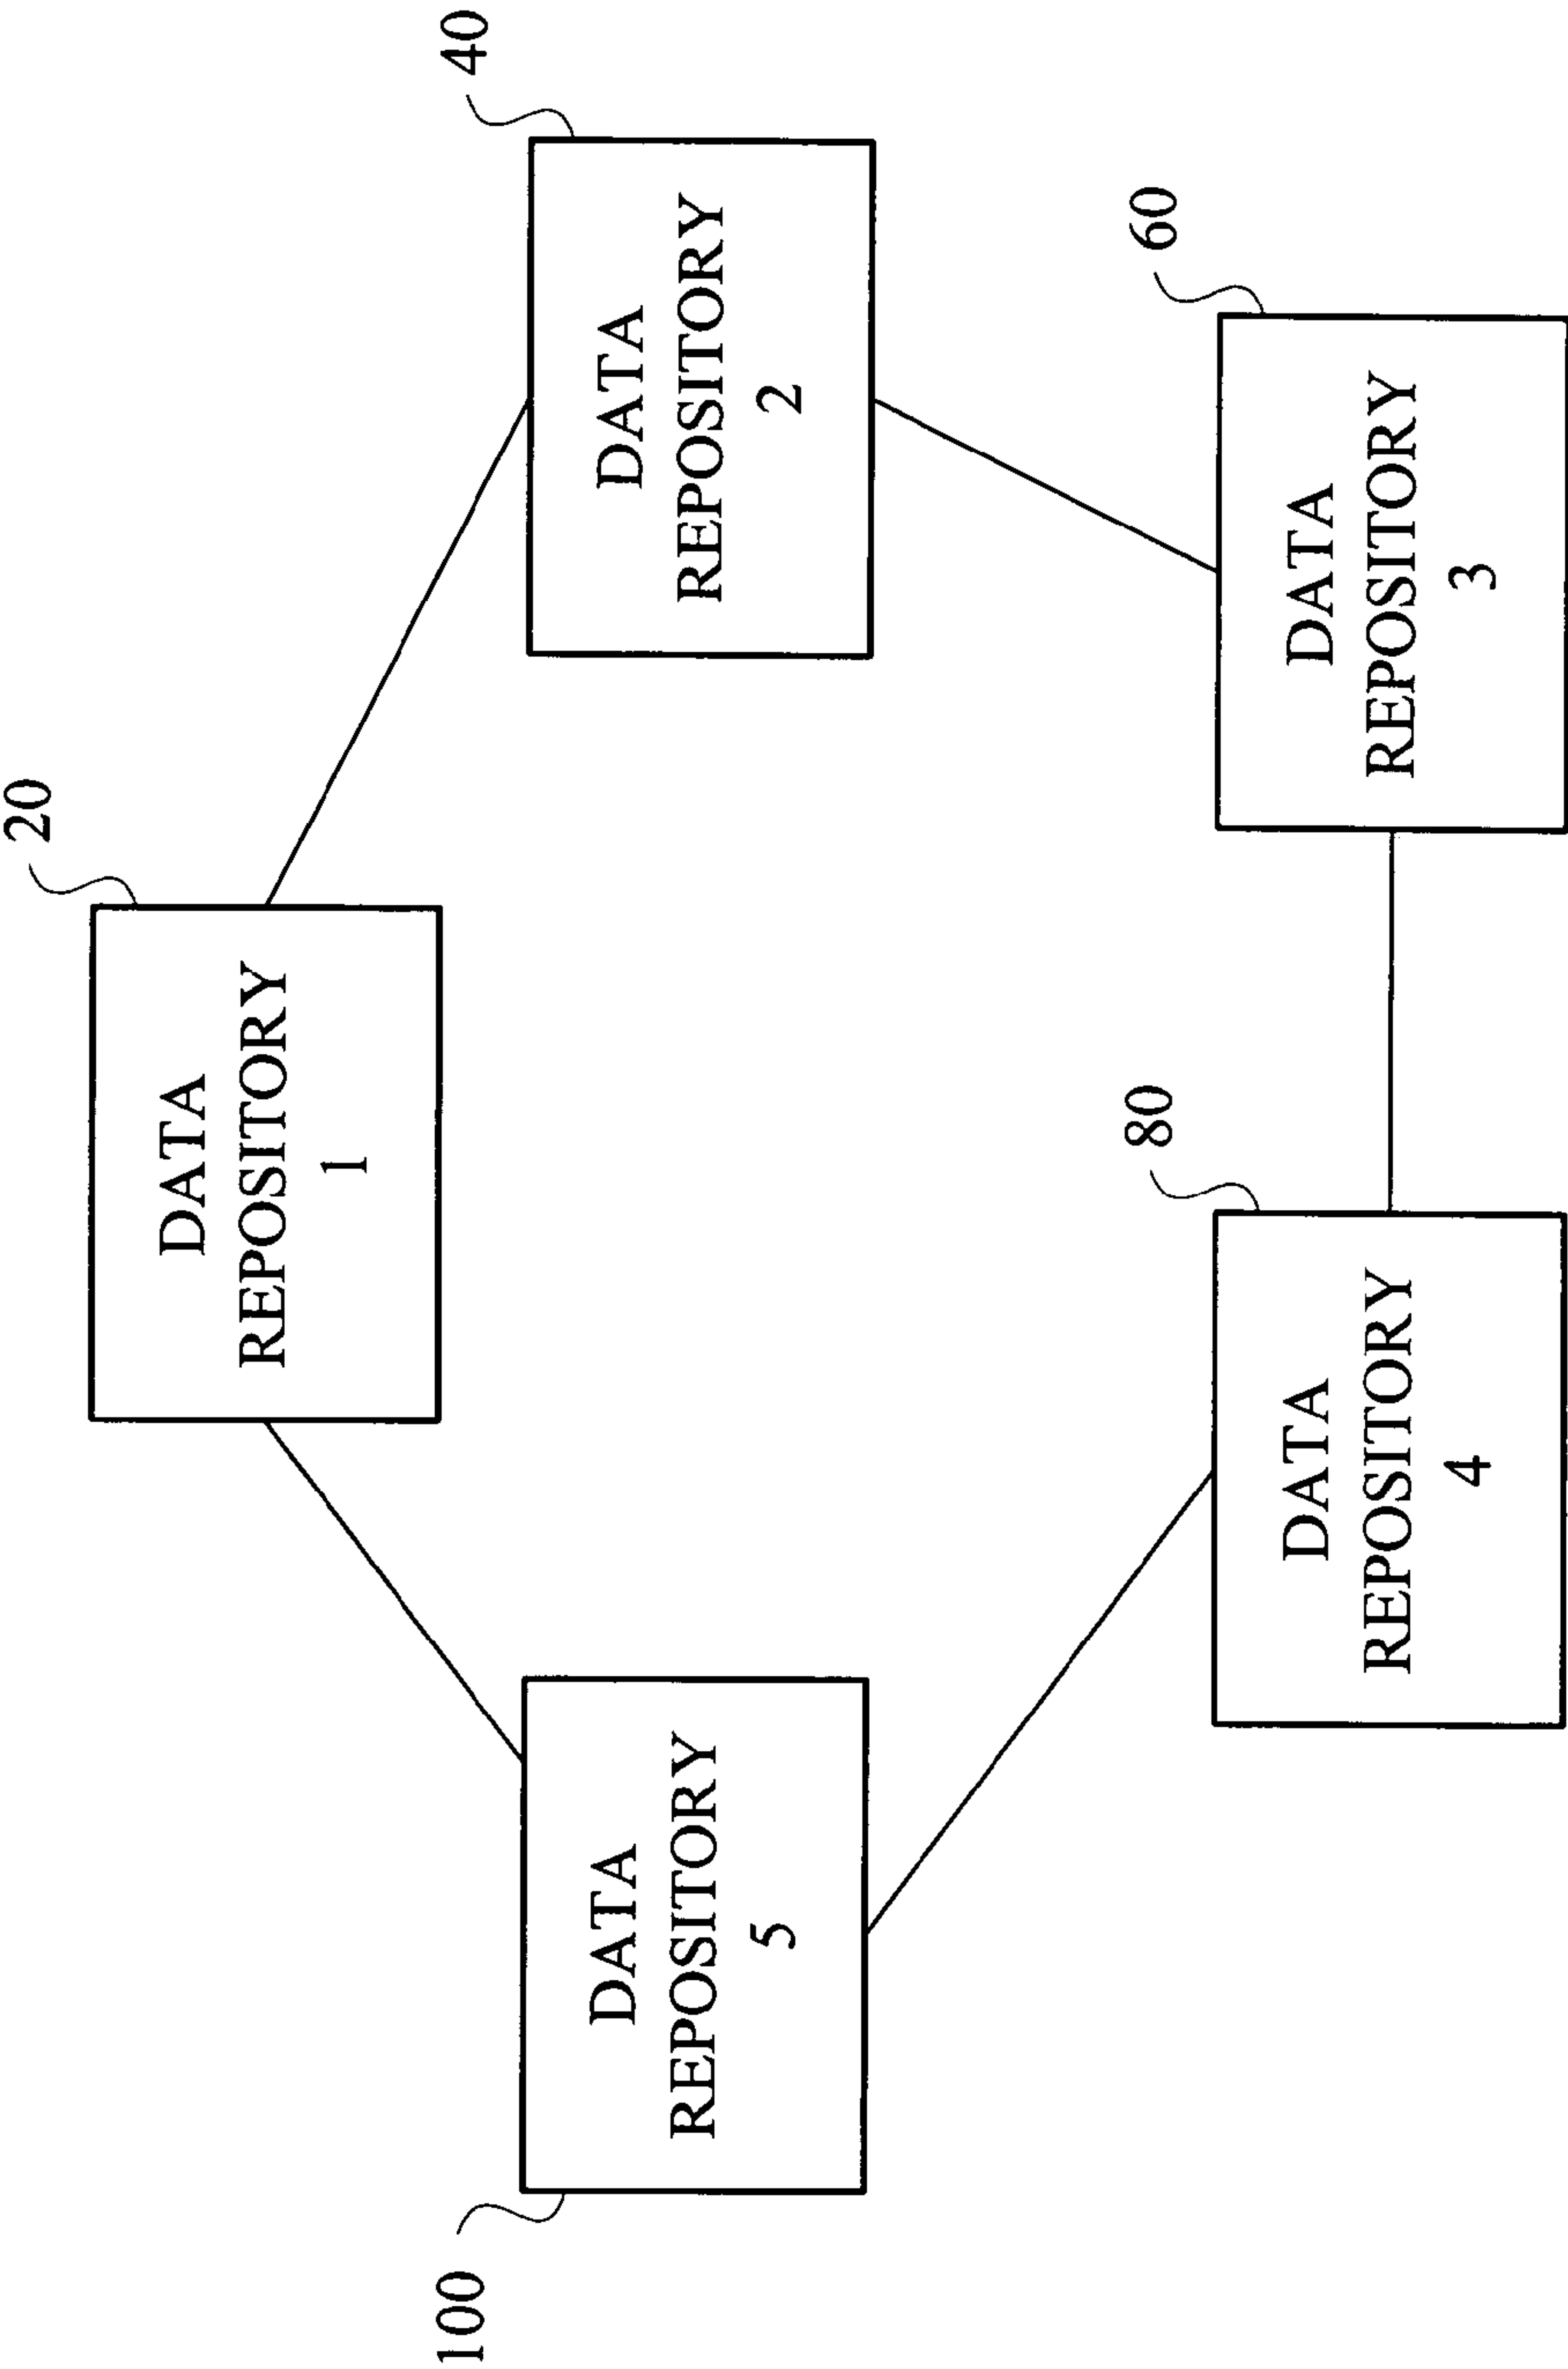 20
DATA
REPOSITORY
1
40
DATA
REPOSITORY
2
100
DATA
REPOSITORY
5
80
DATA
REPOSITORY
4
60
DATA
REPOSITORY
3